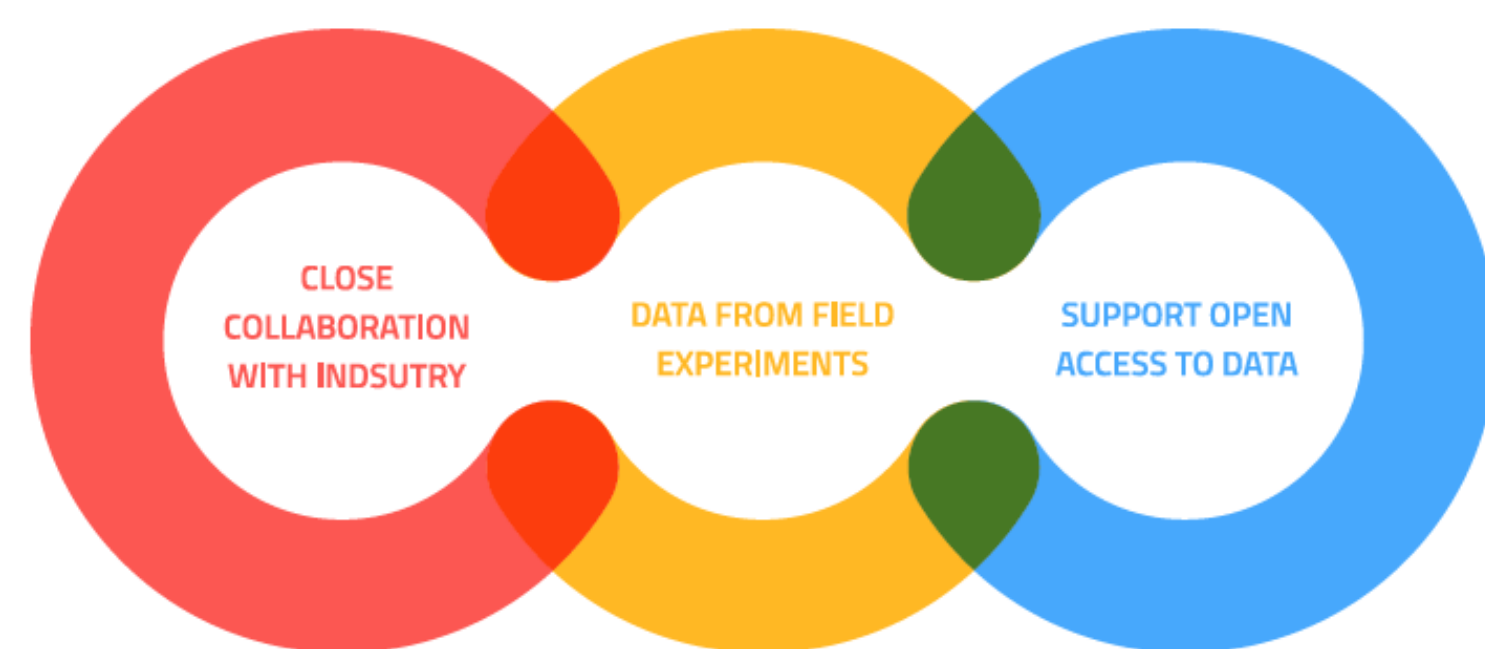 CLOSE
COLLABORATION
WITH INDSUTRY
DATA FROM FIELD
EXPERIMENTS
SUPPORT OPEN
ACCESS TO DATA